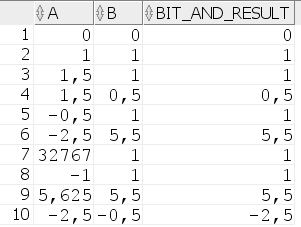 A B BIT_AND_RESULT
1 0 0 0
2 1 1 1
3 1,5 1 1
4 1,5 0,5 0,5
5 -0,5 1 1
6 -2,5 5,5 5,5
7 32767 1 1
8 -1 1 1
9 5,625 5,5 5,5
10 -2,5 -0,5 -2,5